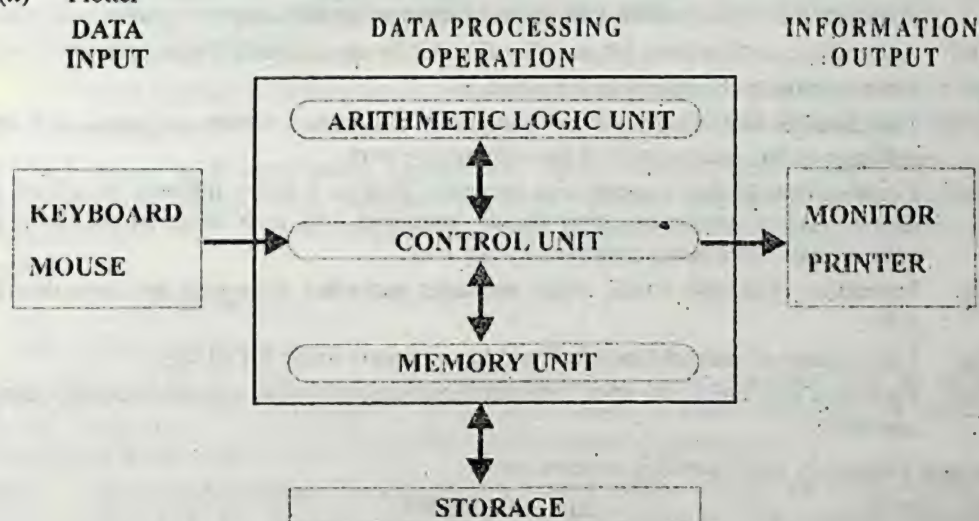 DATA INPUT
DATA PROCESSING OPERATION
INFORMATION OUTPUT
ARITHMETIC LOGIC UNIT
KEYBOARD
MOUSE
CONTROL UNIT
MONITOR
PRINTER
MEMORY UNIT
STORAGE